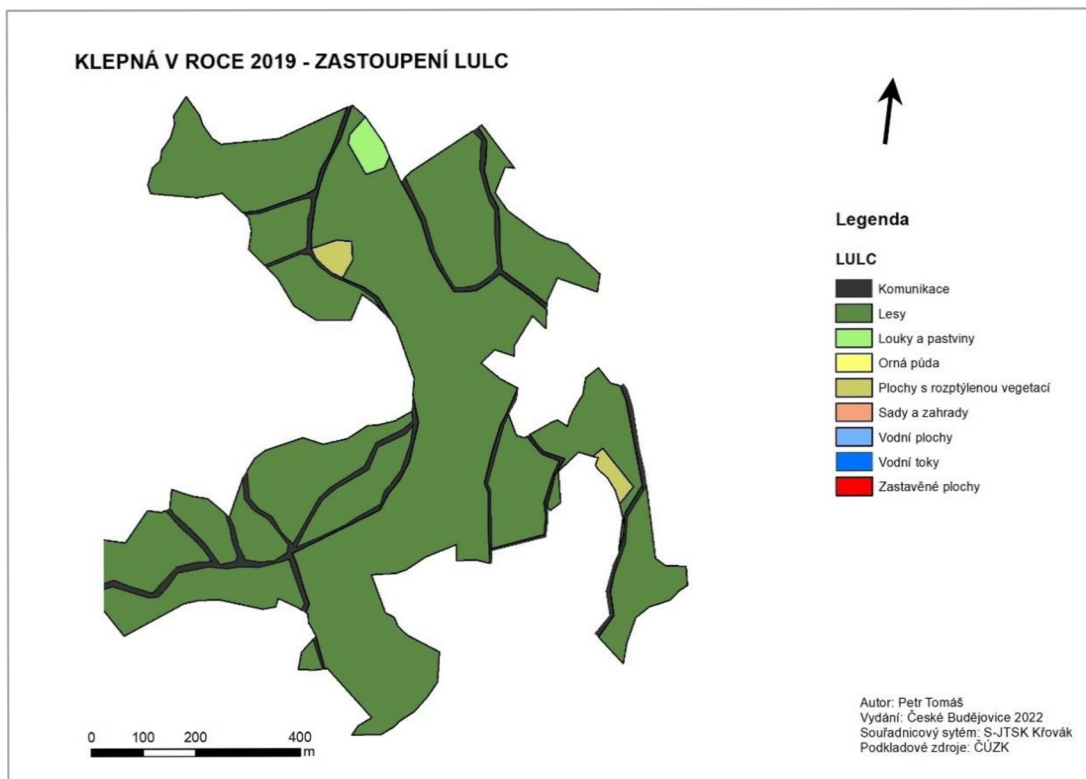 KLEPNÁ V ROCE 2019 - ZASTOUPENÍ LULC
Legenda
LULC
Komunikace
Lesy
Louky a pastviny
Orná půda
Plochy s rozptýlenou vegetací
Sady a zahrady
Vodní plochy
Vodní toky
Zastavěné plochy
0 100 200 400
m
Autor: Petr Tomáš
Vydání: České Budějovice 2022
Souřadnicový sytém: S-JTSK Křovák
Podkladové zdroje: ČÚZK